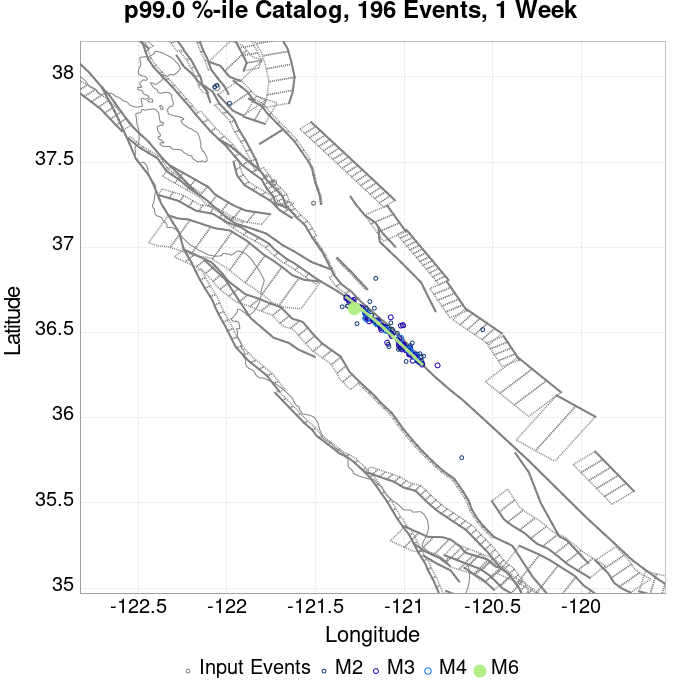 p99.0 %-ile Catalog, 196 Events, 1 Week
38
37.5
37
36.5
36
35.5
35
Latitude
-122.5 -122 -121.5 -121 -120.5 -120
Longitude
Input Events M2 M3 M4 M6